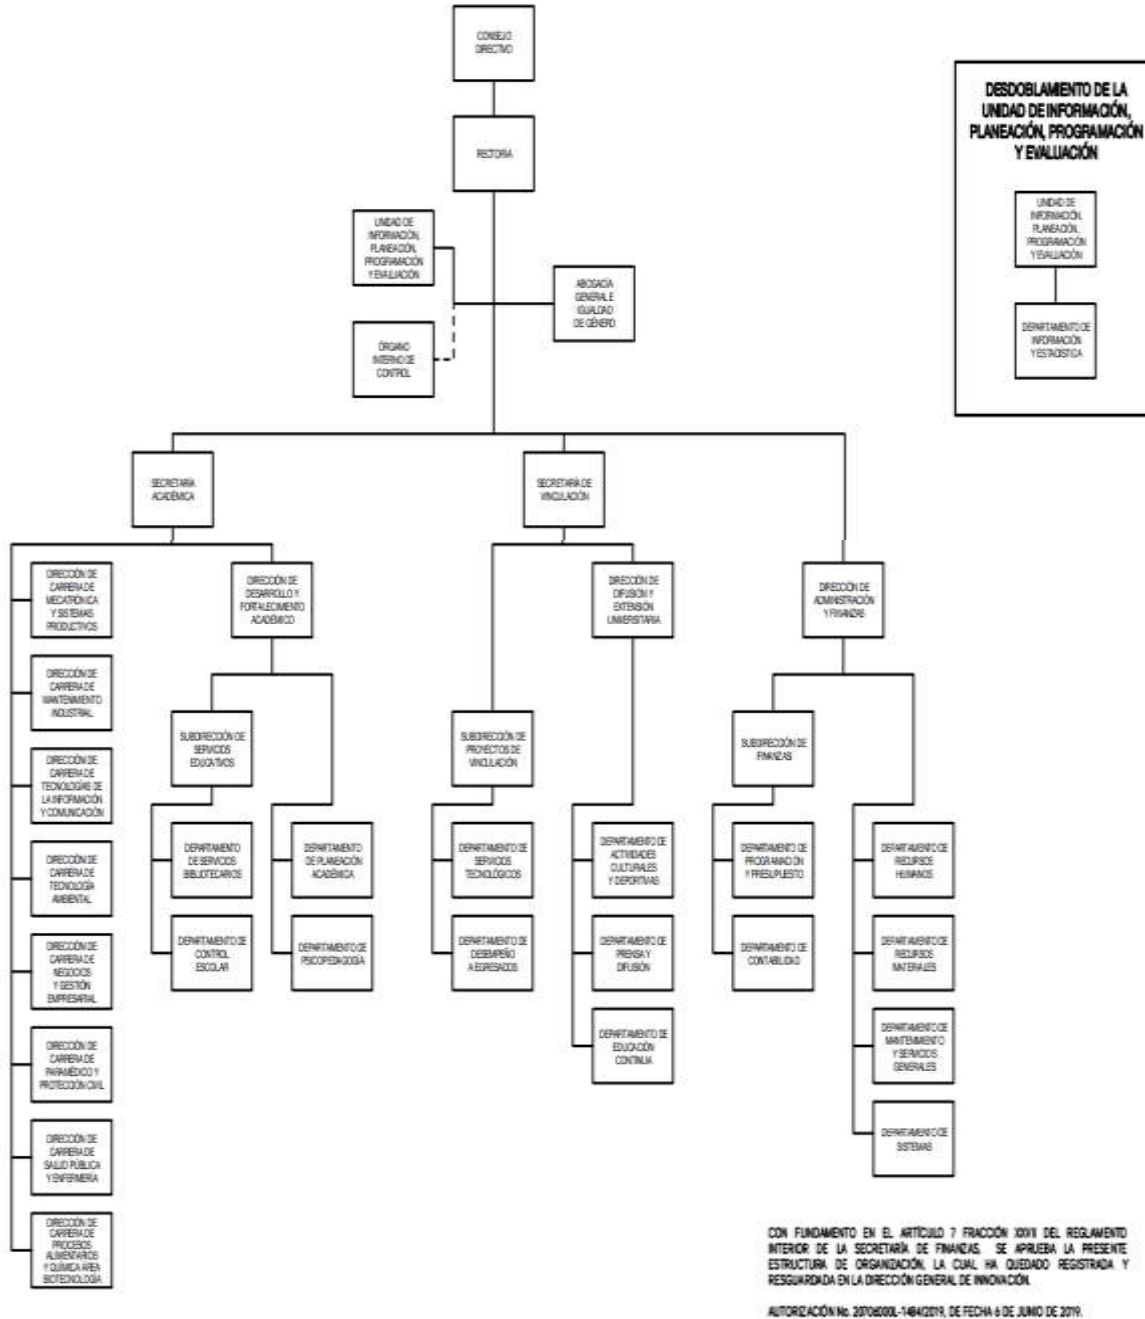 CONSEJO
DIRECTIVO
DESDOBLAMIENTO DE LA
UNIDAD DE INFORMACIÓN,
PLANEACIÓN, PROGRAMACIÓN
Y EVALUACIÓN
RECTORÍA
UNIDAD DE
INFORMACIÓN,
PLANEACIÓN,
PROGRAMACIÓN
Y EVALUACIÓN
UNIDAD DE
INFORMACIÓN,
PLANEACIÓN,
PROGRAMACIÓN
Y EVALUACIÓN
ABOGACÍA
GENERAL E
IGUALDAD
DE GÉNERO
ÓRGANO
INTERNO DE
CONTROL
DEPARTAMENTO DE
INFORMACIÓN
Y ESTADÍSTICA
SECRETARÍA
ACADÉMICA
SECRETARÍA DE
VINCULACIÓN
DIRECCIÓN DE
CARRERA DE
MECATRÓNICA
Y SISTEMAS
PRODUCTIVOS
DIRECCIÓN DE
DESARROLLO Y
FORTALECIMIENTO
ACADÉMICO
DIRECCIÓN DE
DIFUSIÓN Y
EXTENSIÓN
UNIVERSITARIA
DIRECCIÓN DE
ADMINISTRACIÓN
Y FINANZAS
DIRECCIÓN DE
CARRERA DE
MANTENIMIENTO
INDUSTRIAL
SUBDIRECCIÓN DE
SERVICIOS
EDUCATIVOS
SUBDIRECCIÓN DE
PROYECTOS DE
VINCULACIÓN
SUBDIRECCIÓN DE
FINANZAS
DIRECCIÓN DE
CARRERA DE
TECNOLOGÍAS DE
LA INFORMACIÓN
Y COMUNICACIÓN
DEPARTAMENTO
DE SERVICIOS
BIBLIOTECARIOS
DEPARTAMENTO
DE PLANEACIÓN
ACADÉMICA
DEPARTAMENTO DE
SERVICIOS
TECNOLÓGICOS
DEPARTAMENTO DE
ACTIVIDADES
CULTURALES
Y DEPORTIVAS
DEPARTAMENTO DE
PROGRAMACIÓN
Y PRESUPUESTO
DEPARTAMENTO DE
RECURSOS
HUMANOS
DIRECCIÓN DE
CARRERA DE
TECNOLOGÍA
AMBIENTAL
DEPARTAMENTO DE
CONTROL
ESCOLAR
DEPARTAMENTO DE
PSICOPEDAGOGÍA
DEPARTAMENTO DE
DESEMPEÑO
A EGRESADOS
DEPARTAMENTO DE
PRENSA Y
DIFUSIÓN
DEPARTAMENTO DE
CONTABILIDAD
DEPARTAMENTO DE
RECURSOS
MATERIALES
DIRECCIÓN DE
CARRERA DE
NEGOCIOS
Y GESTIÓN
EMPRESARIAL
DEPARTAMENTO DE
EDUCACIÓN
CONTINUA
DEPARTAMENTO DE
MANTENIMIENTO
Y SERVICIOS
GENERALES
DIRECCIÓN DE
CARRERA DE
PARAMÉDICO Y
PROTECCIÓN CIVIL
DEPARTAMENTO DE
SISTEMAS
DIRECCIÓN DE
CARRERA DE
SALUD PÚBLICA
Y ENFERMERÍA
DIRECCIÓN DE
CARRERA DE
PROCESOS
ALIMENTARIOS
Y QUÍMICA ÁREA
BIOTECNOLOGÍA
CON FUNDAMENTO EN EL ARTÍCULO 7 FRACCIÓN XXVII DEL REGLAMENTO
INTERIOR DE LA SECRETARÍA DE FINANZAS. SE APRUEBA LA PRESENTE
ESTRUCTURA DE ORGANIZACIÓN, LA CUAL HA QUEDADO REGISTRADA Y
RESGUARDADA EN LA DIRECCIÓN GENERAL DE INNOVACIÓN.
AUTORIZACIÓN No. 20706000L-1484/2019, DE FECHA 6 DE JUNIO DE 2019.